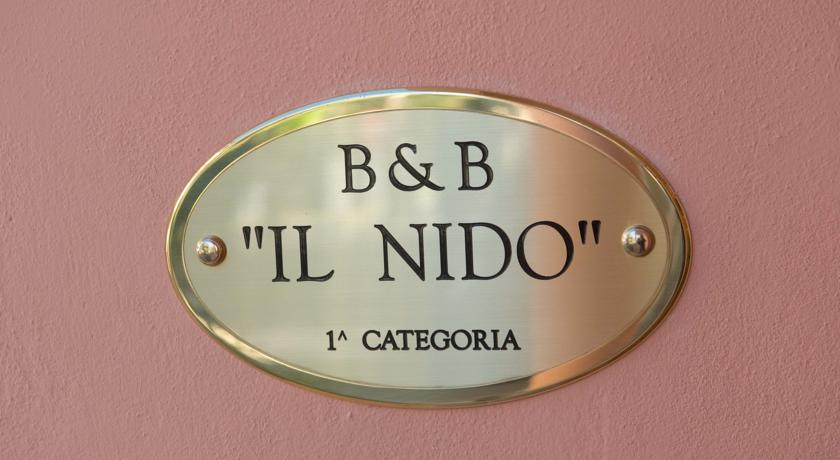 B & B
"IL NIDO"
1^ CATEGORIA